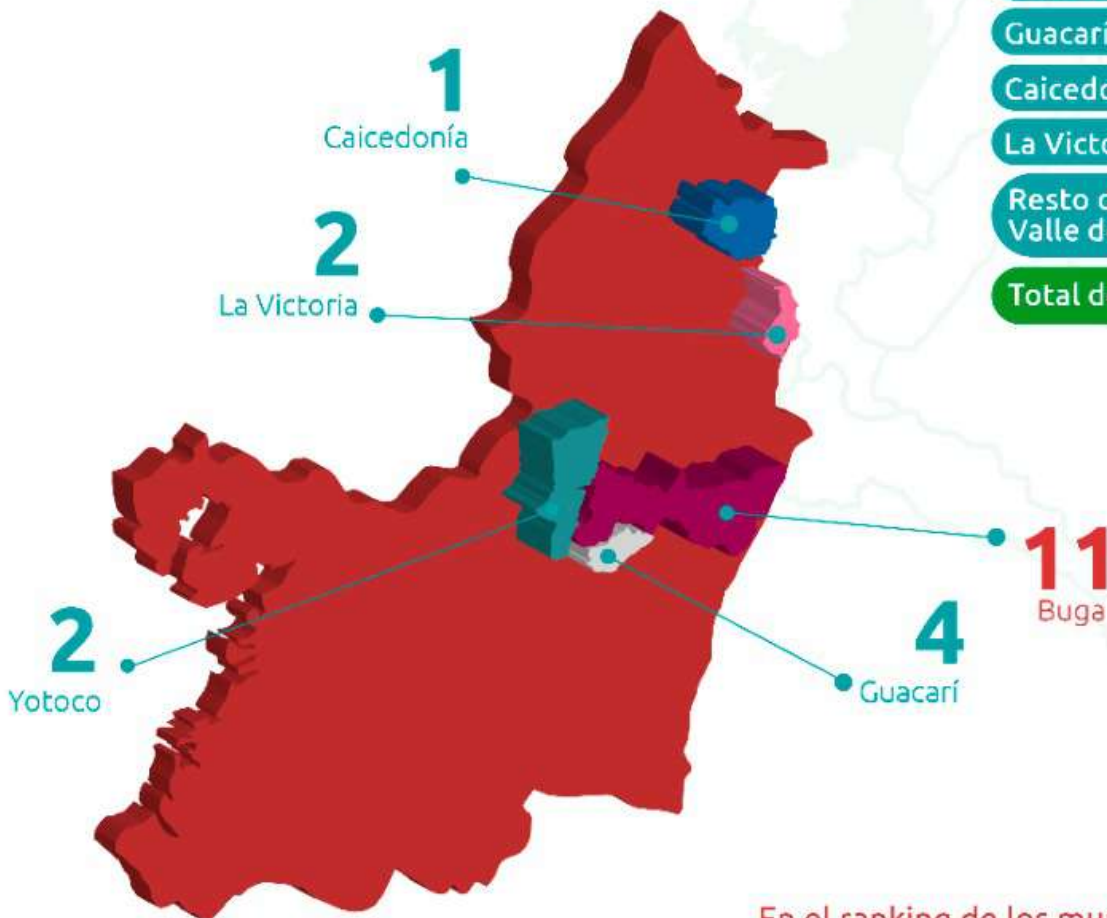 Guacarí
1
Caicedonía
La Victo
Resto d
Valle d
Total d
2
La Victoria
11
Buga
2
Yotoco
4
Guacarí
En el ranking de los mu